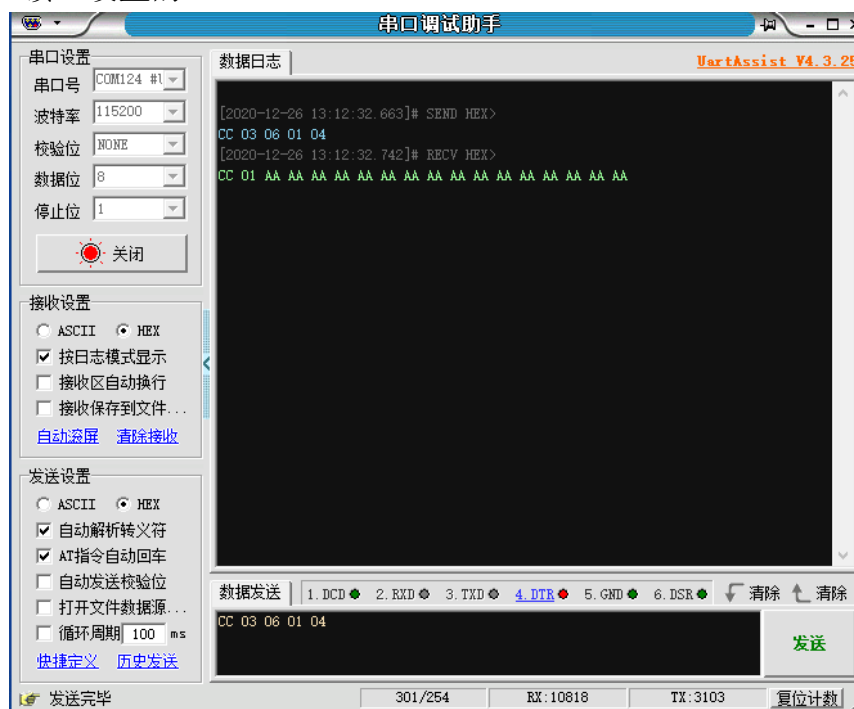 串口调试助手
串口设置
串口号 COM124 #U
波特率 115200
校验位 NONE
数据位 8
停止位 1
关闭
接收设置
ASCII HEX
按日志模式显示
接收区自动换行
接收保存到文件...
自动滚屏 清除接收
发送设置
ASCII HEX
自动解析转义符
AT指令自动回车
自动发送校验位
打开文件数据源...
循环周期 100 ms
快捷定义 历史发送
数据日志 UartAssist V4.3.25
[2020-12-26 13:12:32.663]# SEND HEX>
CC 03 06 01 04
[2020-12-26 13:12:32.742]# RECV HEX>
CC 01 AA AA AA AA AA AA AA AA AA AA AA AA AA AA AA AA
数据发送 1.DCD 2.RXD 3.TXD 4.DTR 5.GND 6.DSR 清除 清除
CC 03 06 01 04
发送
发送完毕 301/254 RX:10818 TX:3103 复位计数